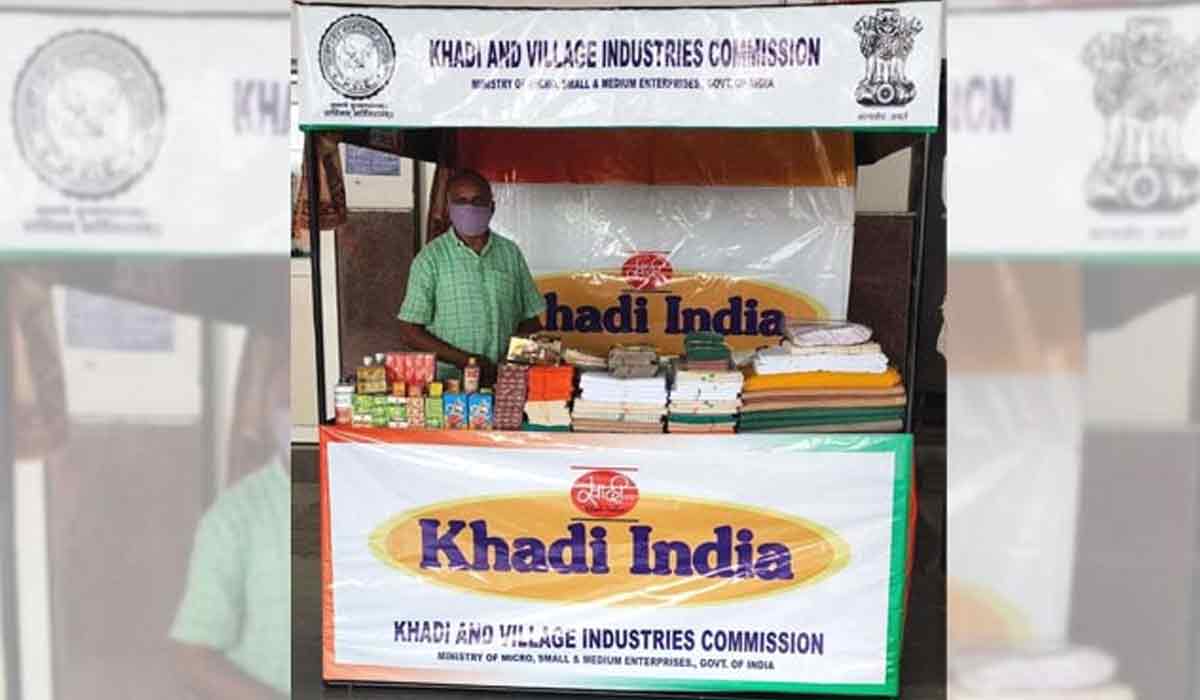 KHADI AND VILLAGE INDUSTRIES COMMISSION
MINISTRY OF MICRO, SMALL & MEDIUM ENTERPRISES., GOVT. OF INDIA
खादी
hadi India
खादी
Khadi India
KHADI AND VILLAGE INDUSTRIES COMMISSION
MINISTRY OF MICRO, SMALL & MEDIUM ENTERPRISES., GOVT. OF INDIA